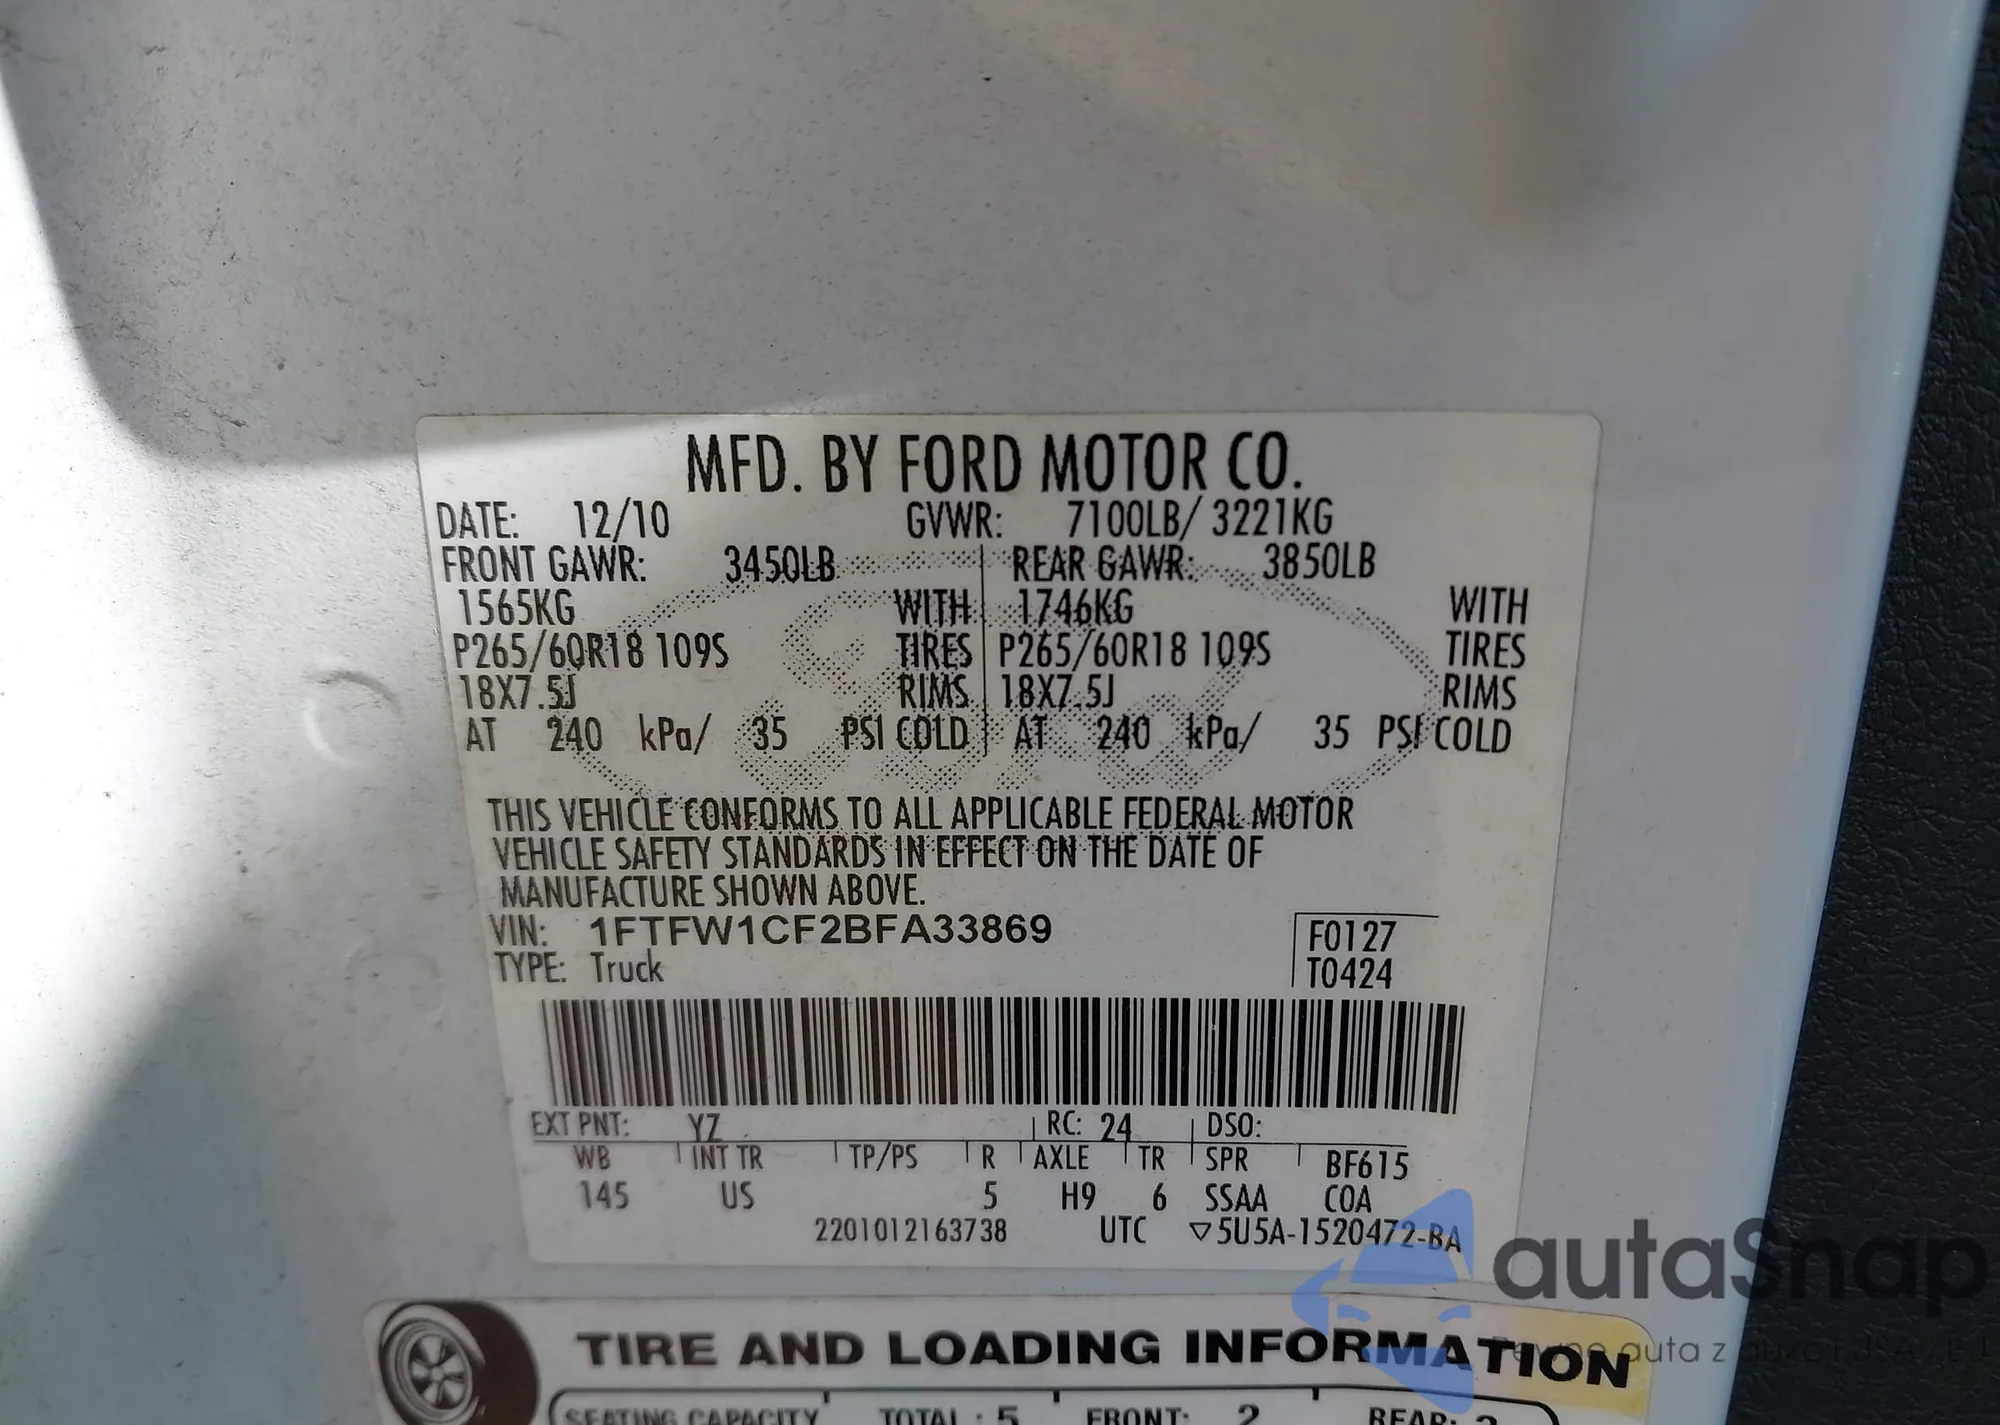 MFD. BY FORD MOTOR CO.
DATE: 12/10 GVWR: 7100LB/ 3221KG
FRONT GAWR: 3450LB REAR GAWR: 3850LB
1565KG WITH 1746KG WITH
P265/60R18 109S TIRES P265/60R18 109S TIRES
18X7.5J RIMS 18X7.5J RIMS
AT 240 kPa/ 35 PSI COLD AT 240 kPa/ 35 PSI COLD
THIS VEHICLE CONFORMS TO ALL APPLICABLE FEDERAL MOTOR
VEHICLE SAFETY STANDARDS IN EFFECT ON THE DATE OF
MANUFACTURE SHOWN ABOVE.
VIN: 1FTFW1CF2BFA33869 F0127
TYPE: Truck T0424
EXT PNT: YZ RC: 24 DSO:
WB INT TR TP/PS R AXLE TR SPR BF615
145 US 5 H9 6 SSAA COA
2201012163738 UTC ▽5U5A-1520472-BA
autaSnap
TIRE AND LOADING INFORMATION
auta z
SEATING CAPACITY TOTAL : 5 FRONT: 2 REAR: